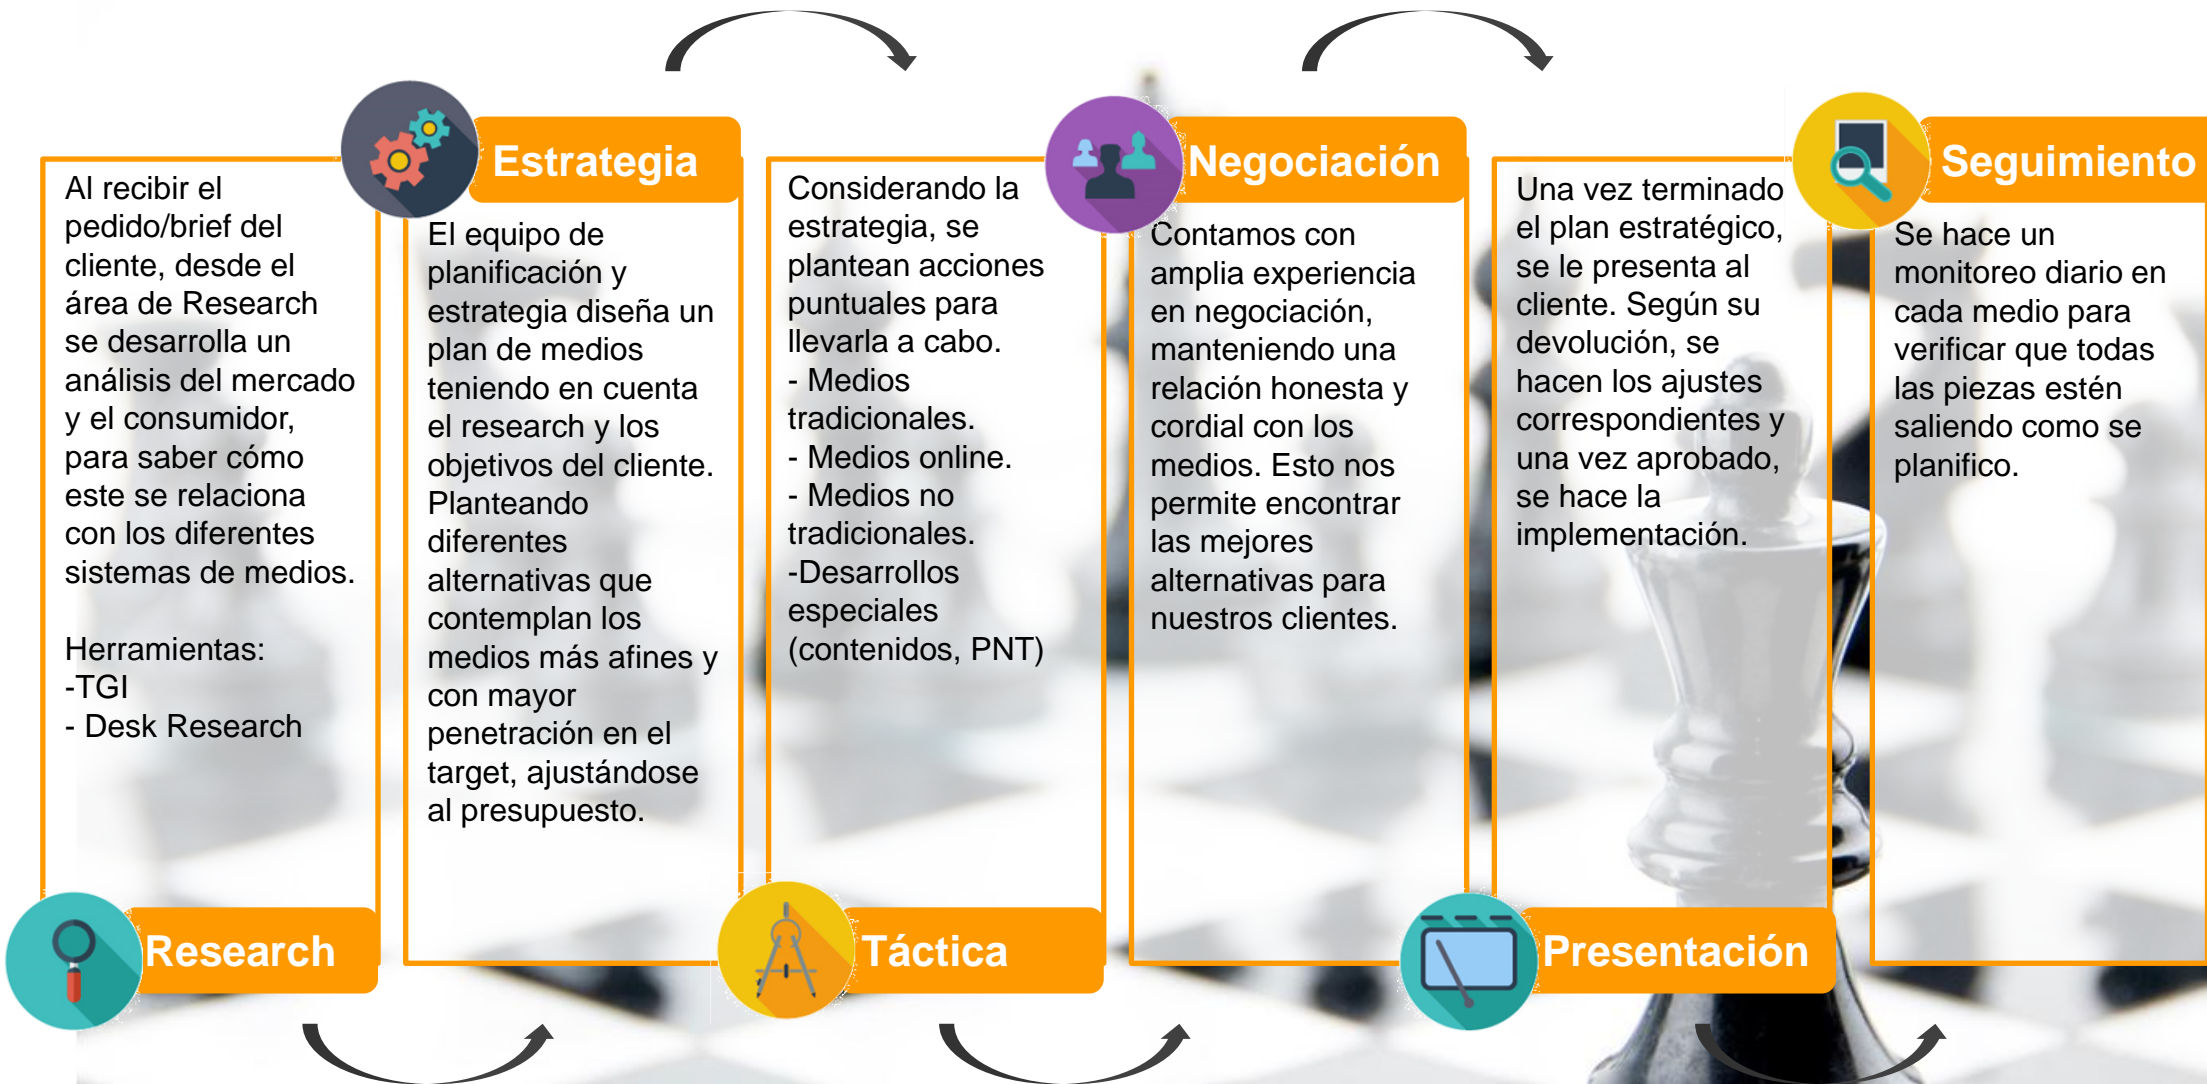 Al recibir el
pedido/brief del
cliente, desde el
área de Research
se desarrolla un
análisis del mercado
y el consumidor,
para saber cómo
este se relaciona
con los diferentes
sistemas de medios.
Herramientas:
-TGI
- Desk Research
Research
Estrategia
El equipo de
planificación y
estrategia diseña un
plan de medios
teniendo en cuenta
el research y los
objetivos del cliente.
Planteando
diferentes
alternativas que
contemplan los
medios más afines y
con mayor
penetración en el
target, ajustándose
al presupuesto.
Considerando la
estrategia, se
plantean acciones
puntuales para
llevarla a cabo.
- Medios
tradicionales.
- Medios online.
- Medios no
tradicionales.
-Desarrollos
especiales
(contenidos, PNT)
Táctica
Negociación
Contamos con
amplia experiencia
en negociación,
manteniendo una
relación honesta y
cordial con los
medios. Esto nos
permite encontrar
las mejores
alternativas para
nuestros clientes.
Una vez terminado
el plan estratégico,
se le presenta al
cliente. Según su
devolución, se
hacen los ajustes
correspondientes y
una vez aprobado,
se hace la
implementación.
Presentación
Seguimiento
Se hace un
monitoreo diario en
cada medio para
verificar que todas
las piezas estén
saliendo como se
planifico.